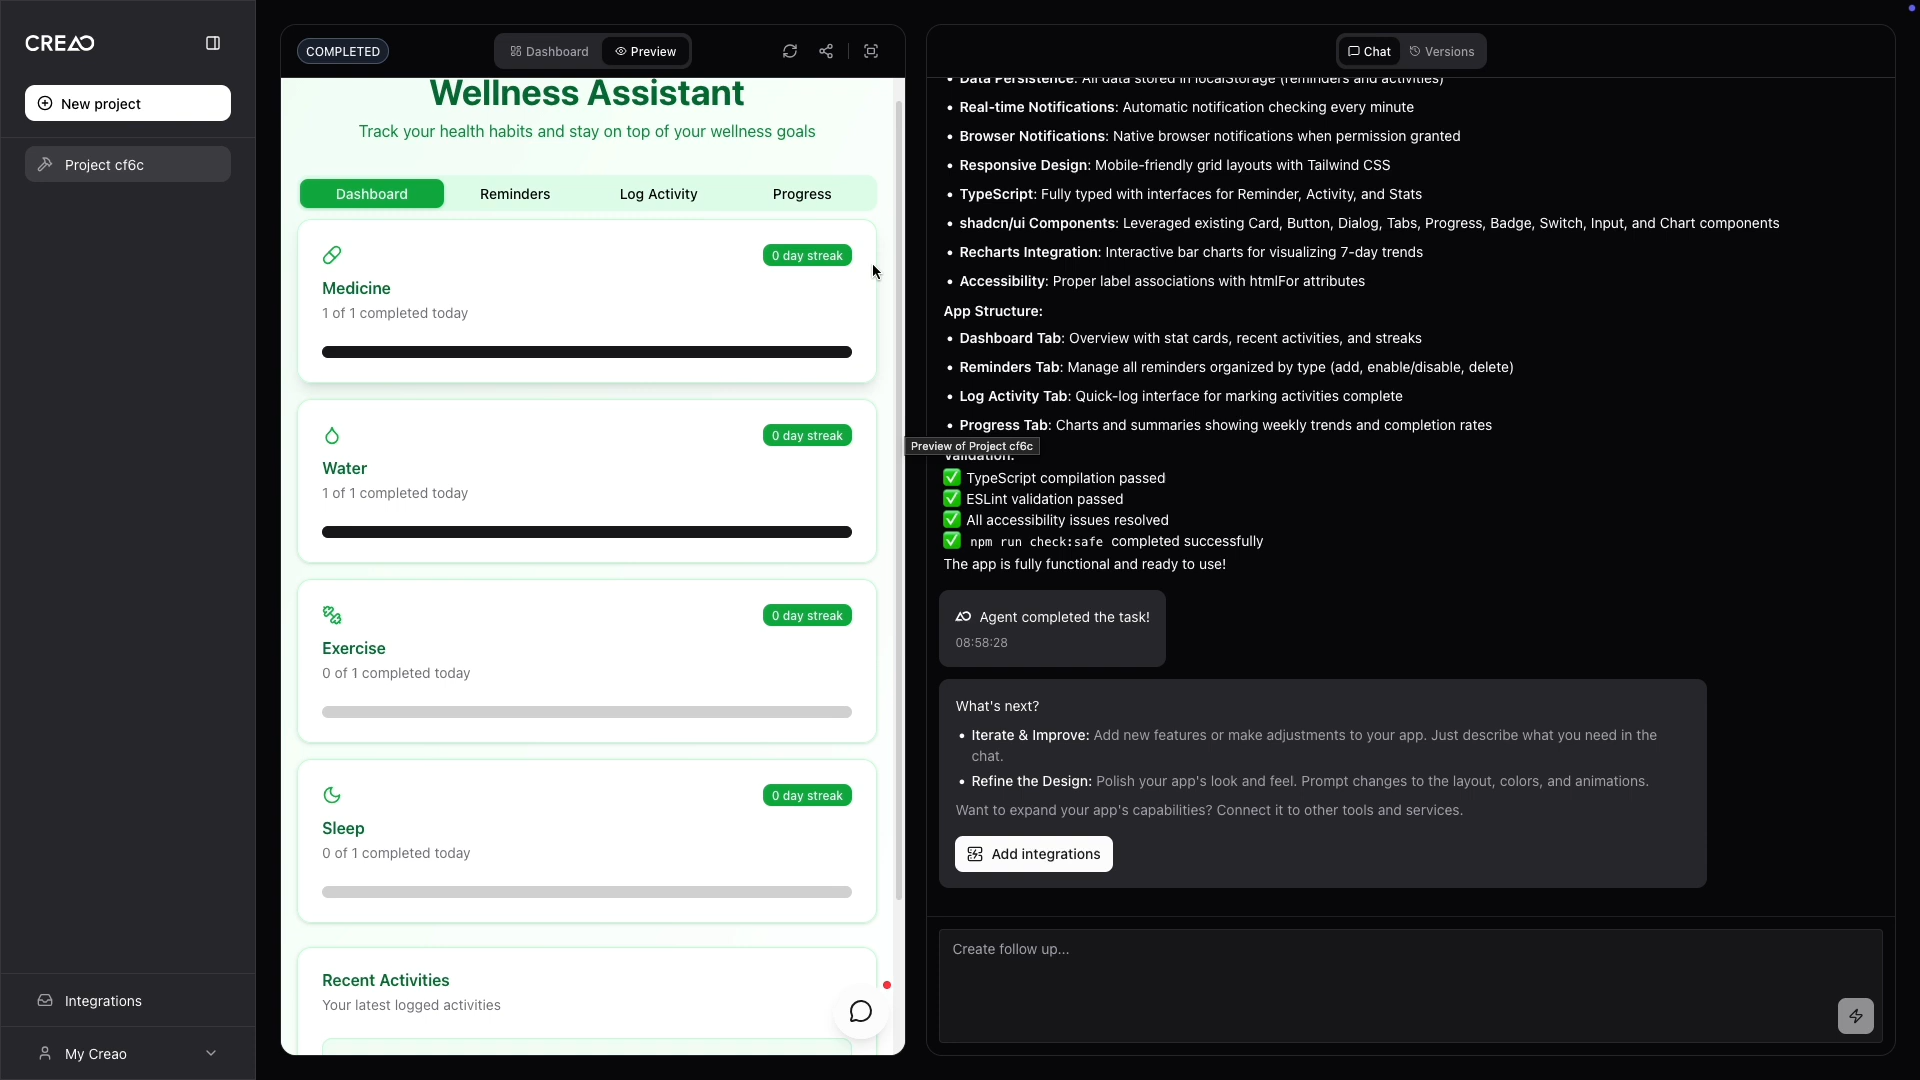 CREAO
New project
Project cf6c
Integrations
My Creao
COMPLETED
Dashboard
Preview
Wellness Assistant
Track your health habits and stay on top of your wellness goals
Dashboard
Reminders
Log Activity
Progress
0 day streak
Medicine
1 of 1 completed today
0 day streak
Water
1 of 1 completed today
0 day streak
Exercise
0 of 1 completed today
0 day streak
Sleep
0 of 1 completed today
Recent Activities
Your latest logged activities
Chat
Versions
• Data Persistence: All data stored in localStorage (reminders and activities)
• Real-time Notifications: Automatic notification checking every minute
• Browser Notifications: Native browser notifications when permission granted
• Responsive Design: Mobile-friendly grid layouts with Tailwind CSS
• TypeScript: Fully typed with interfaces for Reminder, Activity, and Stats
• shadcn/ui Components: Leveraged existing Card, Button, Dialog, Tabs, Progress, Badge, Switch, Input, and Chart components
• Recharts Integration: Interactive bar charts for visualizing 7-day trends
• Accessibility: Proper label associations with htmlFor attributes
App Structure:
• Dashboard Tab: Overview with stat cards, recent activities, and streaks
• Reminders Tab: Manage all reminders organized by type (add, enable/disable, delete)
• Log Activity Tab: Quick-log interface for marking activities complete
• Progress Tab: Charts and summaries showing weekly trends and completion rates
Preview of Project cf6c
Validation:
✅ TypeScript compilation passed
✅ ESLint validation passed
✅ All accessibility issues resolved
✅ npm run check:safe completed successfully
The app is fully functional and ready to use!
Agent completed the task!
08:58:28
What's next?
• Iterate & Improve: Add new features or make adjustments to your app. Just describe what you need in the
chat.
• Refine the Design: Polish your app's look and feel. Prompt changes to the layout, colors, and animations.
Want to expand your app's capabilities? Connect it to other tools and services.
Add integrations
Create follow up...